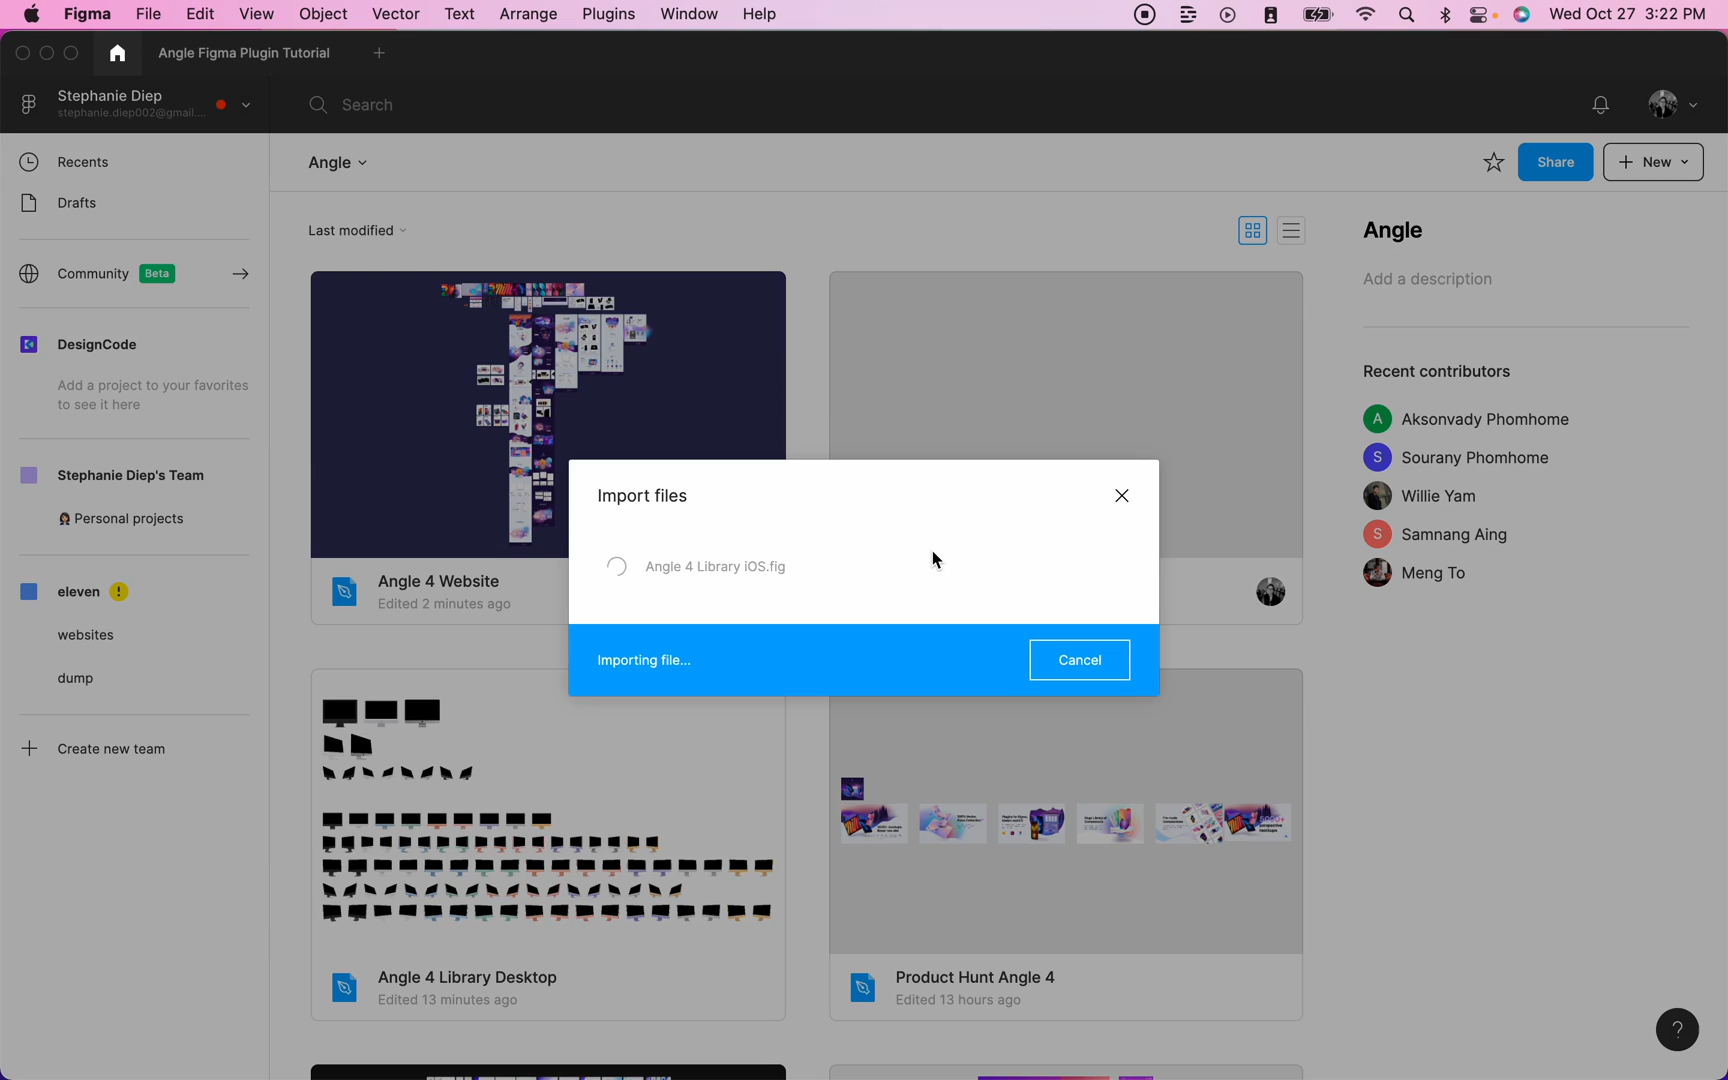 Figma File Edit View Object Vector Text Arrange Plugins Window Help Wed Oct 27 3:22 PM
Angle Figma Plugin Tutorial
Stephanie Diep
stephanie.diep002@gmail....
Search
Recents
Drafts
Community Beta
DesignCode
Add a project to your favorites
to see it here
Stephanie Diep's Team
Personal projects
eleven
websites
dump
Create new team
Angle
Share
New
Last modified
Angle 4 Website
Edited 2 minutes ago
Import files
Angle 4 Library iOS.fig
Importing file...
Cancel
Angle 4 Library Desktop
Edited 13 minutes ago
Product Hunt Angle 4
Edited 13 hours ago
Angle
Add a description
Recent contributors
A Aksonvady Phomhome
S Sourany Phomhome
Willie Yam
S Samnang Aing
Meng To
?